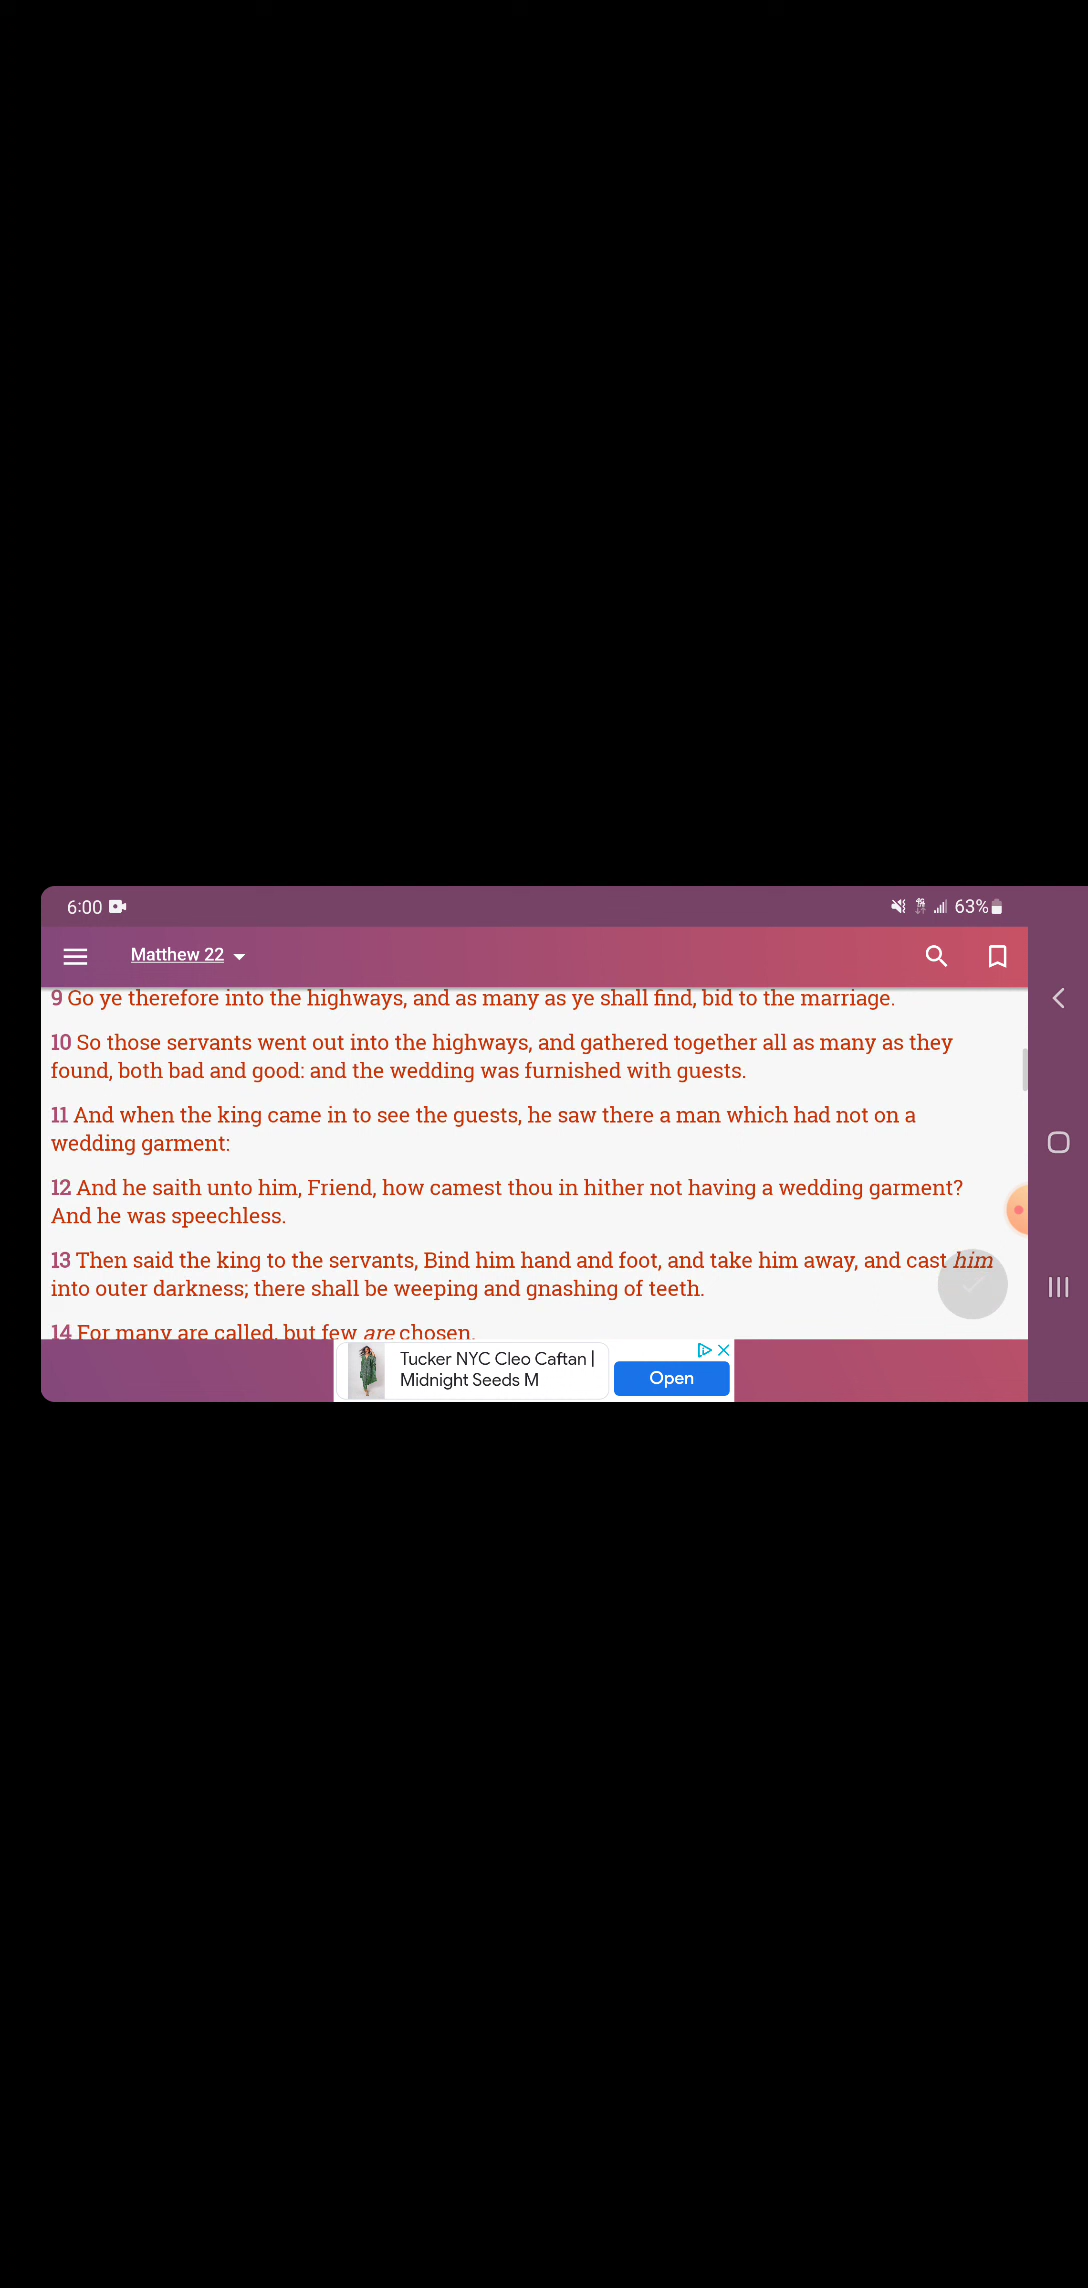 6:00
63%
Matthew 22
9 Go ye therefore into the highways, and as many as ye shall find, bid to the marriage.
10 So those servants went out into the highways, and gathered together all as many as they
found, both bad and good: and the wedding was furnished with guests.
11 And when the king came in to see the guests, he saw there a man which had not on a
wedding garment:
12 And he saith unto him, Friend, how camest thou in hither not having a wedding garment?
And he was speechless.
13 Then said the king to the servants, Bind him hand and foot, and take him away, and cast him
into outer darkness; there shall be weeping and gnashing of teeth.
14 For many are called, but few are chosen.
Tucker NYC Cleo Caftan |
Midnight Seeds M
Open